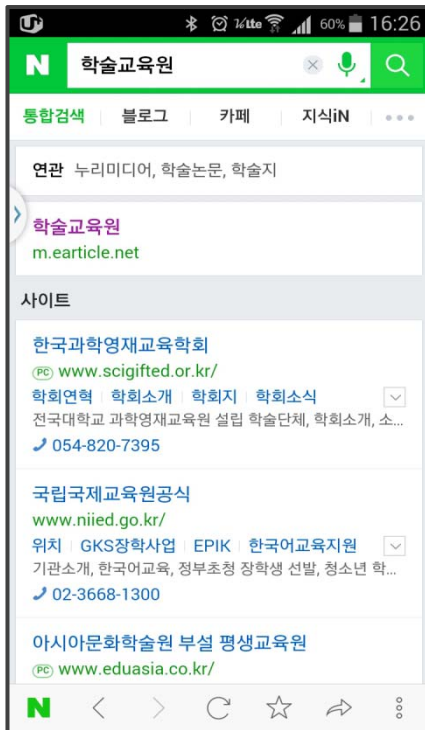 60% 16:26
N 학술교육원
통합검색 블로그 카페 지식iN
연관 누리미디어, 학술논문, 학술지
학술교육원
m.earticle.net
사이트
한국과학영재교육학회
PC www.scigifted.or.kr/
학회연혁 학회소개 학회지 학회소식
전국대학교 과학영재교육원 설립 학술단체, 학회소개, 소...
054-820-7395
국립국제교육원공식
www.niied.go.kr/
위치 GKS장학사업 EPIK 한국어교육지원
기관소개, 한국어교육, 정부초청 장학생 선발, 청소년 학...
02-3668-1300
아시아문화학술원 부설 평생교육원
PC www.eduasia.co.kr/
N